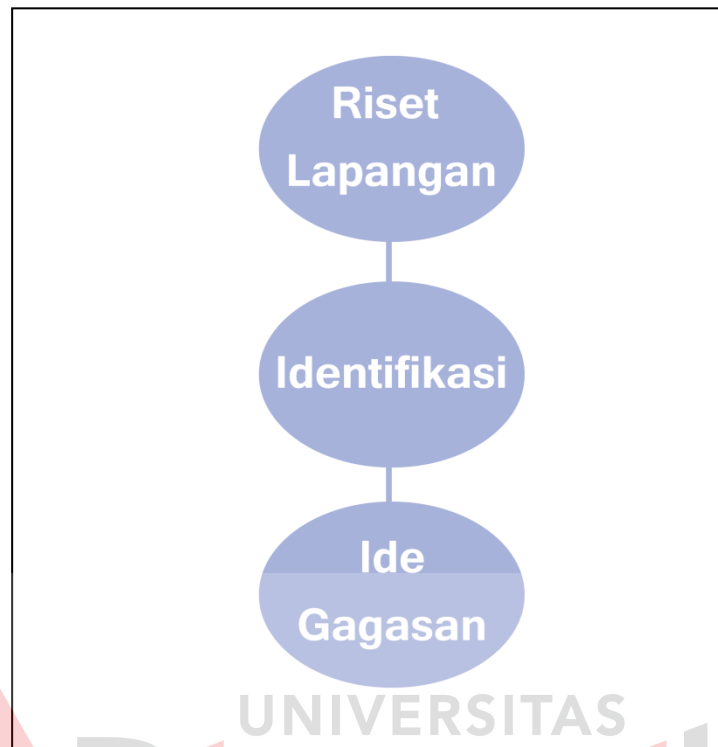 Riset
Lapangan
Identifikasi
Ide
Gagasan
UNIVERSITAS